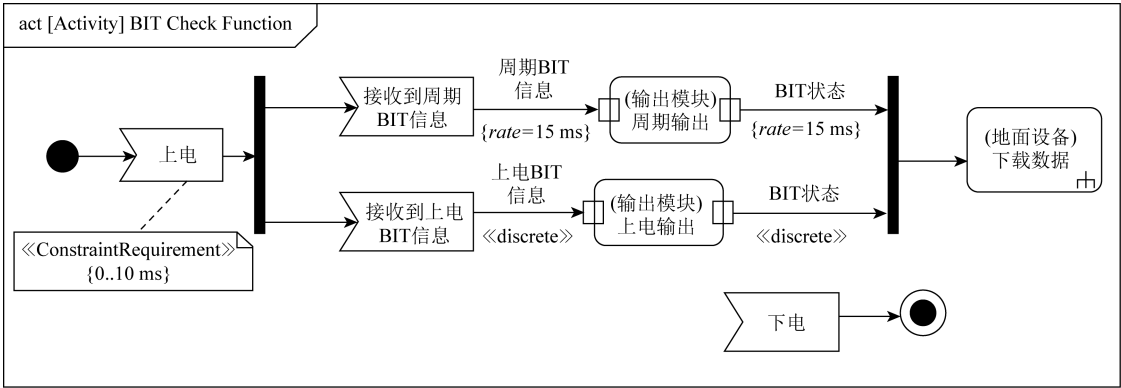 act [Activity] BIT Check Function
上电
≪ConstraintRequirement≫
{0..10 ms}
接收到周期
BIT信息
周期BIT
信息
{rate=15 ms}
(输出模块)
周期输出
BIT状态
{rate=15 ms}
接收到上电
BIT信息
上电BIT
信息
≪discrete≫
(输出模块)
上电输出
BIT状态
≪discrete≫
(地面设备)
下载数据
下电